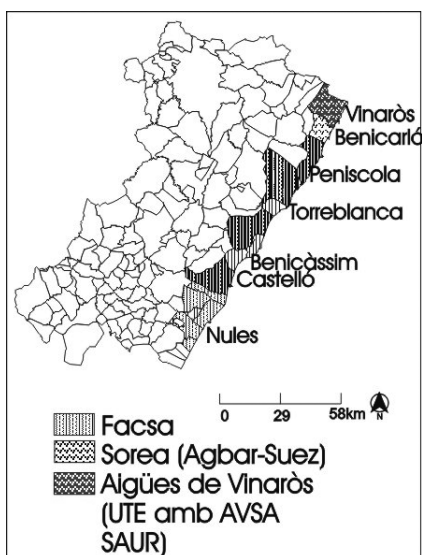 Vinaròs
Benicarló
Peniscola
Torreblanca
Benicàssim
Castelló
Nules
0 29 58km
N
Facsa
Sorea (Agbar-Suez)
Aigües de Vinaròs
(UTE amb AVSA
SAUR)